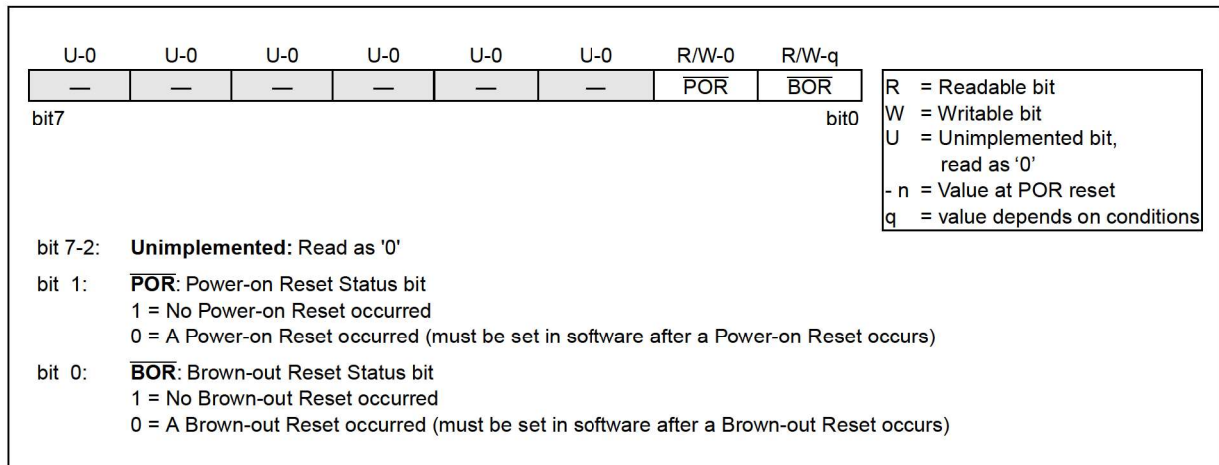 U-0 U-0 U-0 U-0 U-0 U-0 R/W-0 R/W-q
— — — — — — POR BOR
bit7 bit0
R = Readable bit
W = Writable bit
U = Unimplemented bit,
read as ‘0’
- n = Value at POR reset
q = value depends on conditions
bit 7-2: Unimplemented: Read as '0'
bit 1: POR: Power-on Reset Status bit
1 = No Power-on Reset occurred
0 = A Power-on Reset occurred (must be set in software after a Power-on Reset occurs)
bit 0: BOR: Brown-out Reset Status bit
1 = No Brown-out Reset occurred
0 = A Brown-out Reset occurred (must be set in software after a Brown-out Reset occurs)